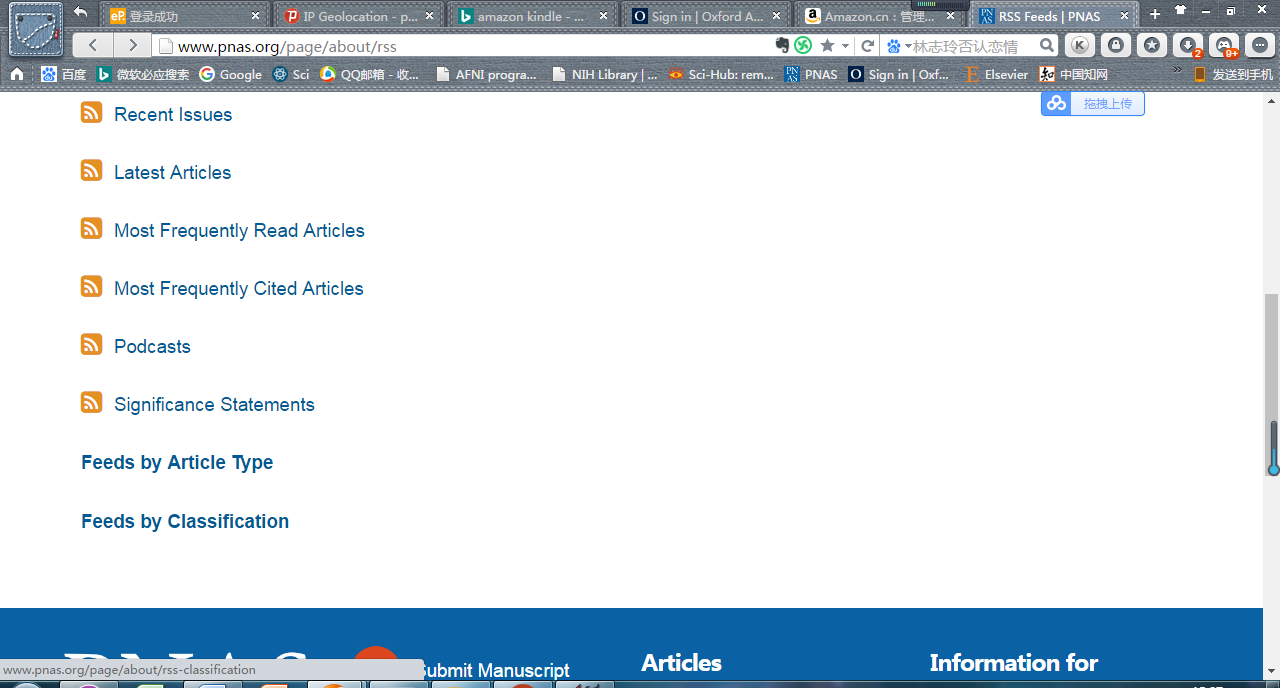 登录成功
IP Geolocation - p...
amazon kindle - ...
Sign in | Oxford A...
Amazon.cn : 管理...
RSS Feeds | PNAS
www.pnas.org/page/about/rss
林志玲否认恋情
百度
微软必应搜索
Google
Sci
QQ邮箱 - 收...
AFNI progra...
NIH Library | ...
Sci-Hub: rem...
PNAS
Sign in | Oxf...
Elsevier
中国知网
发送到手机
2
9+
拖拽上传
Recent Issues
Latest Articles
Most Frequently Read Articles
Most Frequently Cited Articles
Podcasts
Significance Statements
Feeds by Article Type
Feeds by Classification
PNAS
Submit Manuscript
Articles
Information for
www.pnas.org/page/about/rss-classification